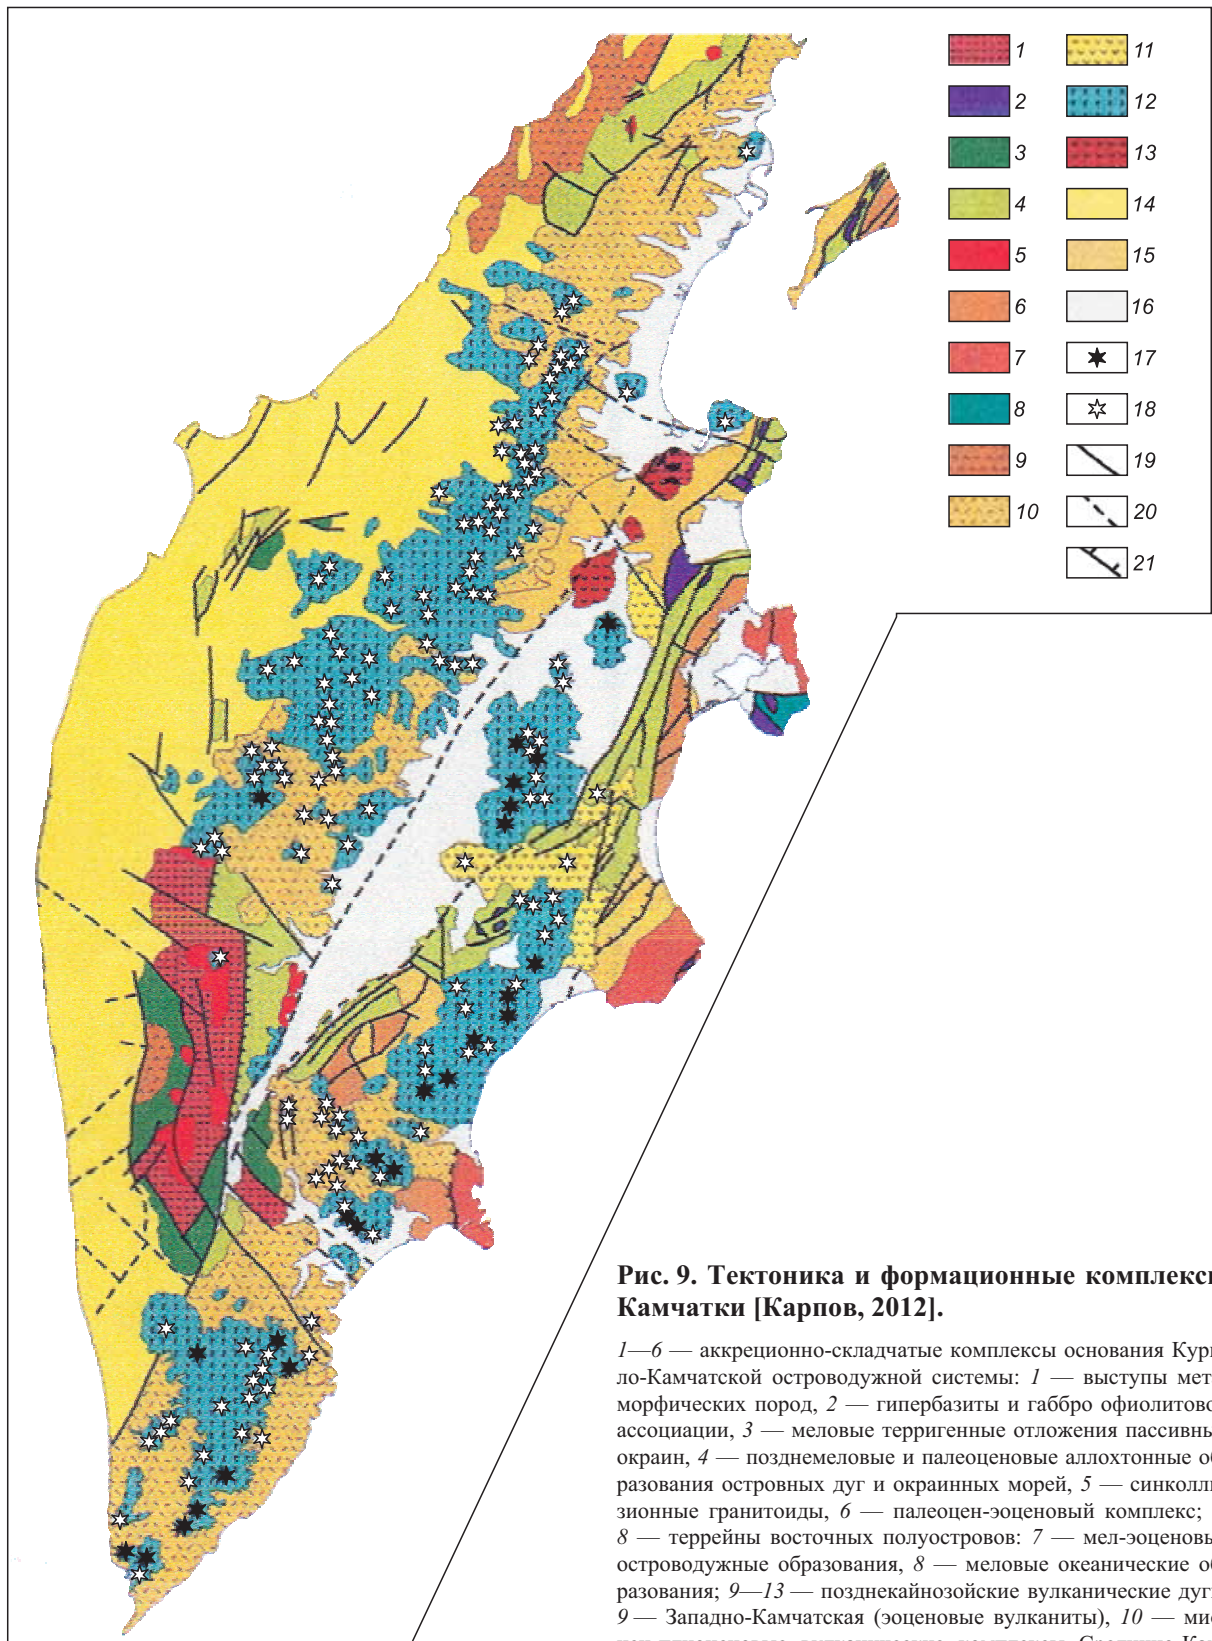 1 11
2 12
3 13
4 14
5 15
6 16
7 17
8 18
9 19
10 20
21
Рис. 9. Тектоника и формационные комплексы
Камчатки [Карпов, 2012].
1—6 — аккреционно-складчатые комплексы основания Кури-
ло-Камчатской островодужной системы: 1 — выступы мета-
морфических пород, 2 — гипербазиты и габбро офиолитово
ассоциации, 3 — меловые терригенные отложения пассивны
окраин, 4 — позднемеловые и палеоценовые аллохтонные об
разования островных дуг и окраинных морей, 5 — синколли
зионные гранитоиды, 6 — палеоцен-эоценовый комплекс;
8 — террейны восточных полуостровов: 7 — мел-эоценовы
островодужные образования, 8 — меловые океанические об
разования; 9—13 — позднекайнозойские вулканические дуг
9 — Западно-Камчатская (эоценовые вулканиты), 10 — мио